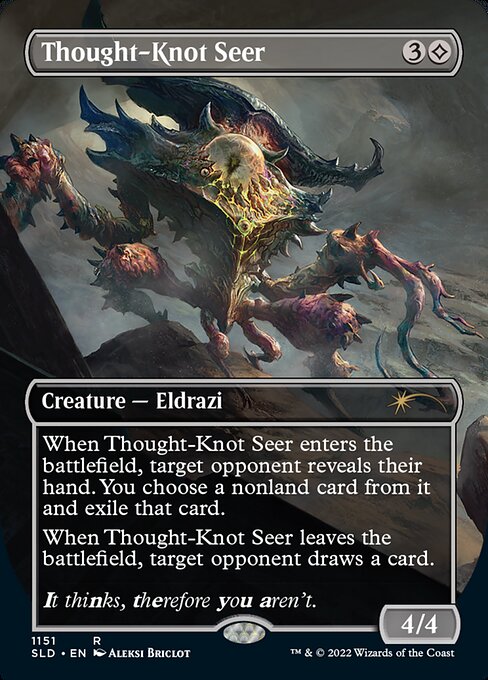 Thought-Knot Seer 3
Creature — Eldrazi
When Thought-Knot Seer enters the
battlefield, target opponent reveals their
hand. You choose a nonland card from it
and exile that card.
When Thought-Knot Seer leaves the
battlefield, target opponent draws a card.
It thinks, therefore you aren't.
4/4
1151 R
SLD • EN Aleksi Briclot
™ & © 2022 Wizards of the Coast